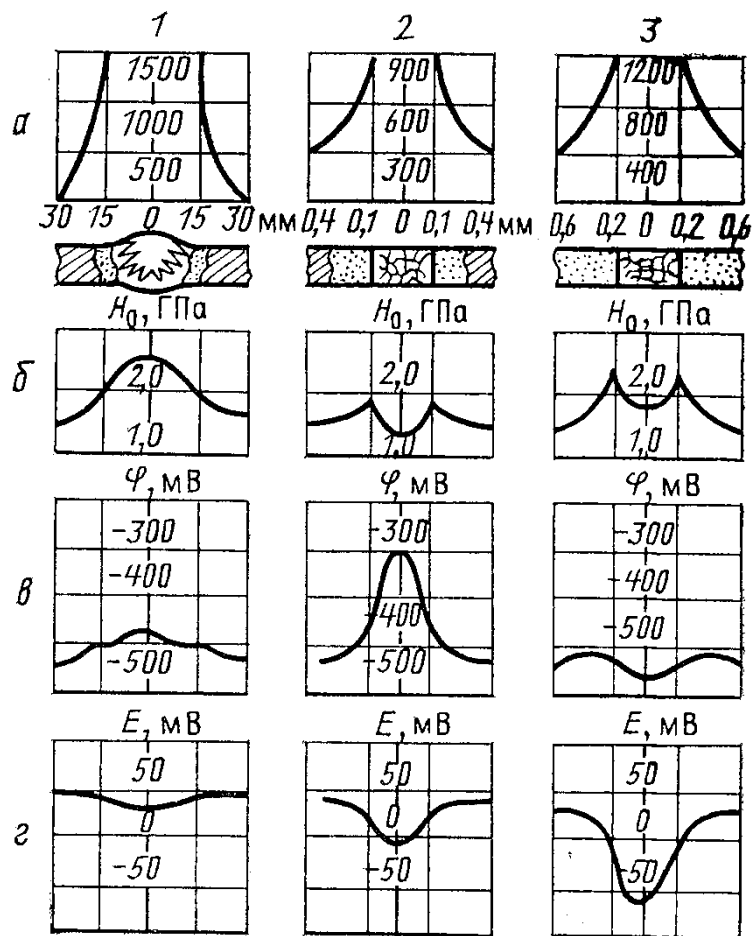 1 2 3
1500 900 1200
а 1000 600 800
500 300 400
30 15 0 15 30 мм 0,4 0,1 0 0,1 0,4 мм 0,6 0,2 0 0,2 0,6
H₀, ГПа H₀, ГПа H₀, ГПа
б 2,0 2,0 2,0
1,0 1,0 1,0
φ, мВ φ, мВ φ, мВ
-300 -300 -300
в -400 -400 -400
-500 -500 -500
E, мВ E, мВ E, мВ
50 50 50
г 0 0 0
-50 -50 -50